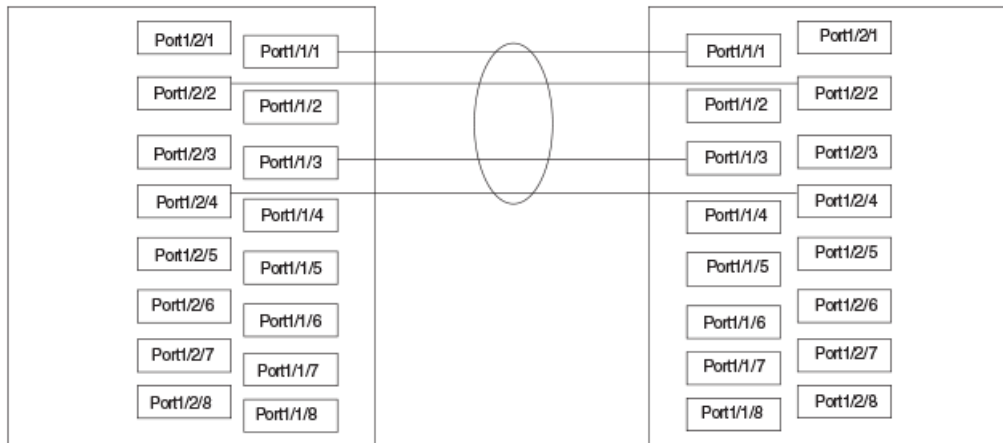 Port1/2/1
Port1/1/1
Port1/2/2
Port1/1/2
Port1/2/3
Port1/1/3
Port1/2/4
Port1/1/4
Port1/2/5
Port1/1/5
Port1/2/6
Port1/1/6
Port1/2/7
Port1/1/7
Port1/2/8
Port1/1/8
Port1/2/1
Port1/1/1
Port1/2/2
Port1/1/2
Port1/2/3
Port1/1/3
Port1/2/4
Port1/1/4
Port1/2/5
Port1/1/5
Port1/2/6
Port1/1/6
Port1/2/7
Port1/1/7
Port1/2/8
Port1/1/8